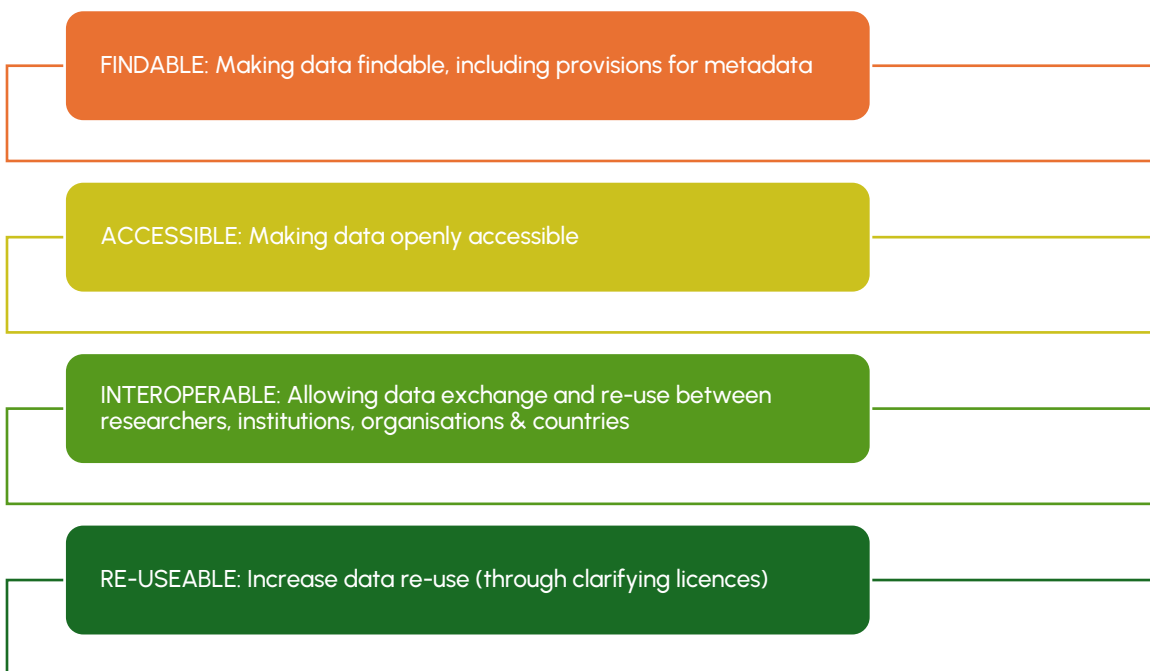 FINDABLE: Making data findable, including provisions for metadata
ACCESSIBLE: Making data openly accessible
INTEROPERABLE: Allowing data exchange and re-use between
researchers, institutions, organisations & countries
RE-USEABLE: Increase data re-use (through clarifying licences)